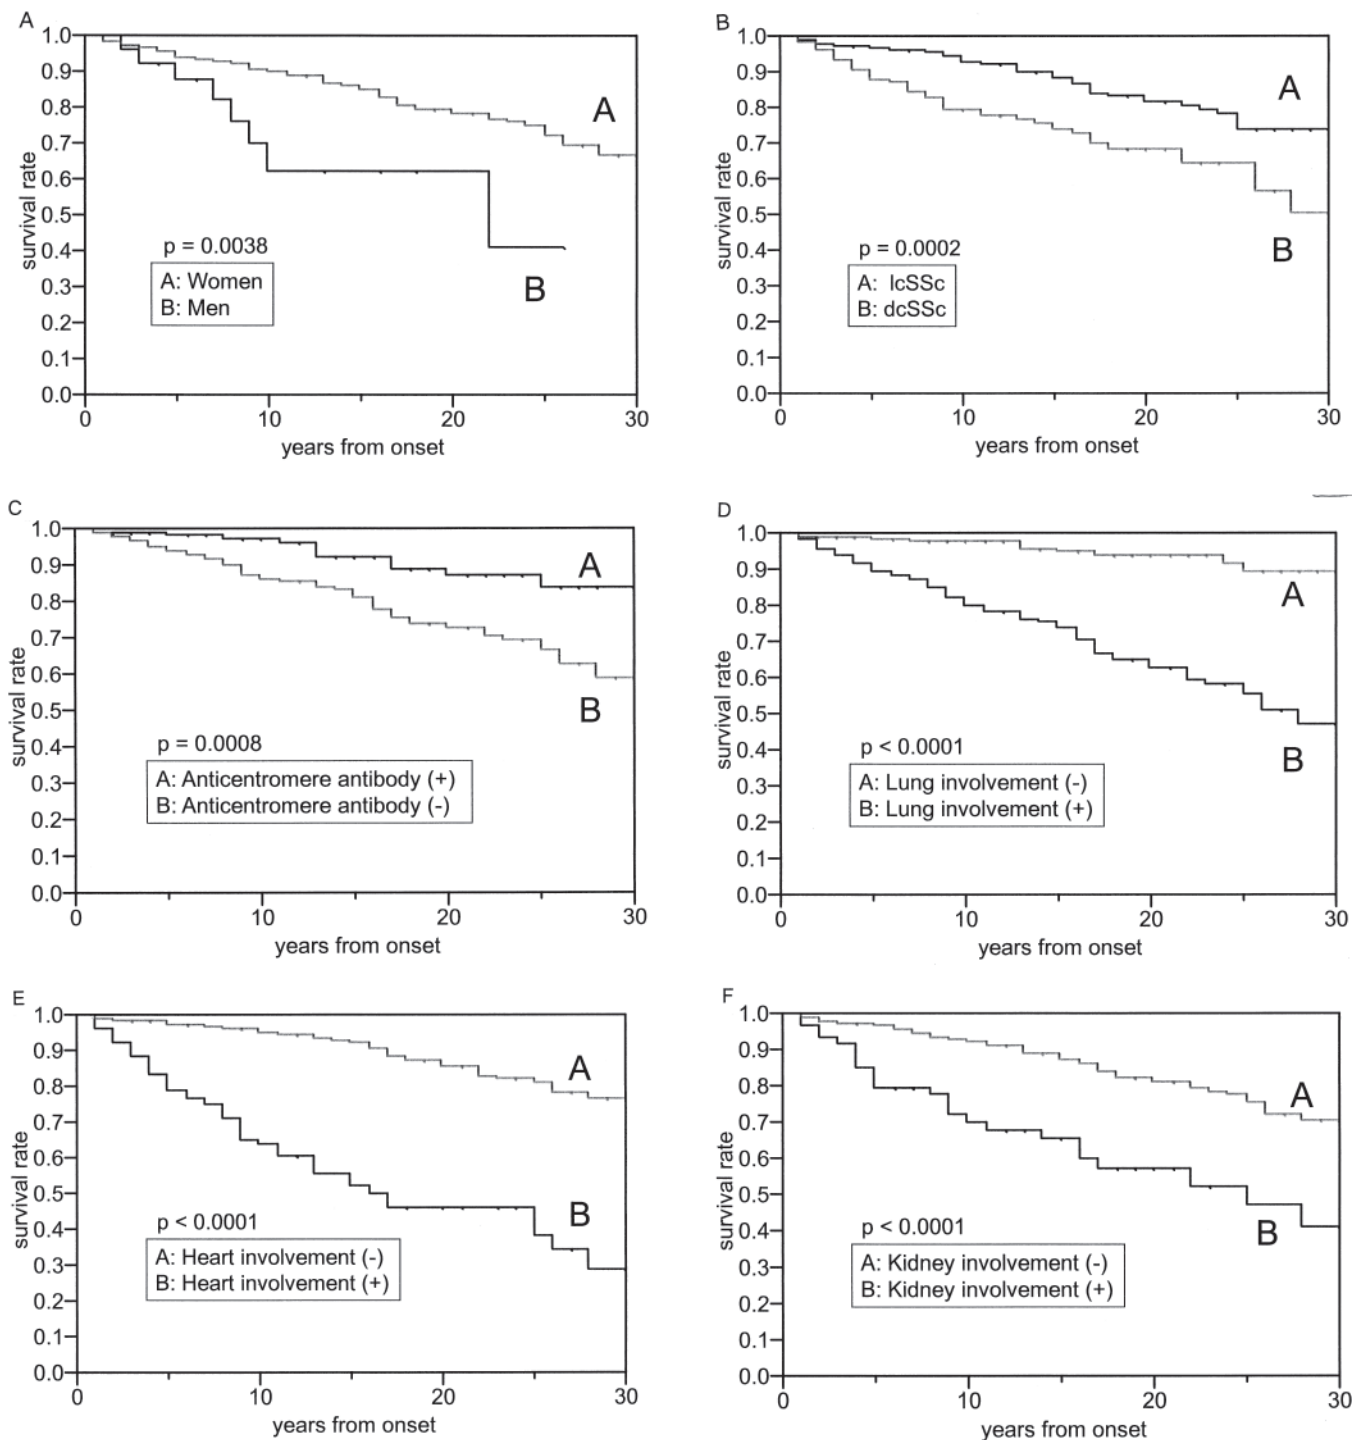 A
1.0
0.9
0.8
0.7
0.6
0.5
0.4
0.3
0.2
0.1
0.0
survival rate
A
B
p = 0.0038
A: Women
B: Men
0 10 20 30
years from onset
B
1.0
0.9
0.8
0.7
0.6
0.5
0.4
0.3
0.2
0.1
0.0
survival rate
A
B
p = 0.0002
A: lcSSc
B: dcSSc
0 10 20 30
years from onset
C
1.0
0.9
0.8
0.7
0.6
0.5
0.4
0.3
0.2
0.1
0.0
survival rate
A
B
p = 0.0008
A: Anticentromere antibody (+)
B: Anticentromere antibody (-)
0 10 20 30
years from onset
D
1.0
0.9
0.8
0.7
0.6
0.5
0.4
0.3
0.2
0.1
0.0
survival rate
A
B
p < 0.0001
A: Lung involvement (-)
B: Lung involvement (+)
0 10 20 30
years from onset
E
1.0
0.9
0.8
0.7
0.6
0.5
0.4
0.3
0.2
0.1
0.0
survival rate
A
B
p < 0.0001
A: Heart involvement (-)
B: Heart involvement (+)
0 10 20 30
years from onset
F
1.0
0.9
0.8
0.7
0.6
0.5
0.4
0.3
0.2
0.1
0.0
survival rate
A
B
p < 0.0001
A: Kidney involvement (-)
B: Kidney involvement (+)
0 10 20 30
years from onset